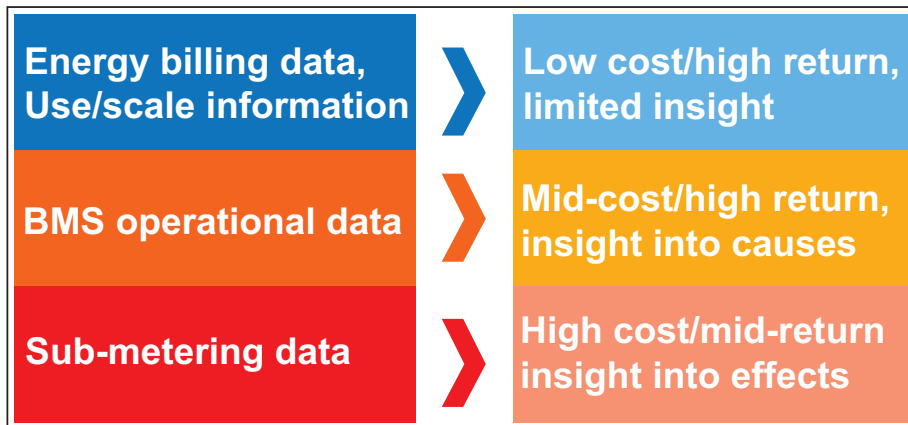 Energy billing data,
Use/scale information
Low cost/high return,
limited insight
BMS operational data
Mid-cost/high return,
insight into causes
Sub-metering data
High cost/mid-return
insight into effects